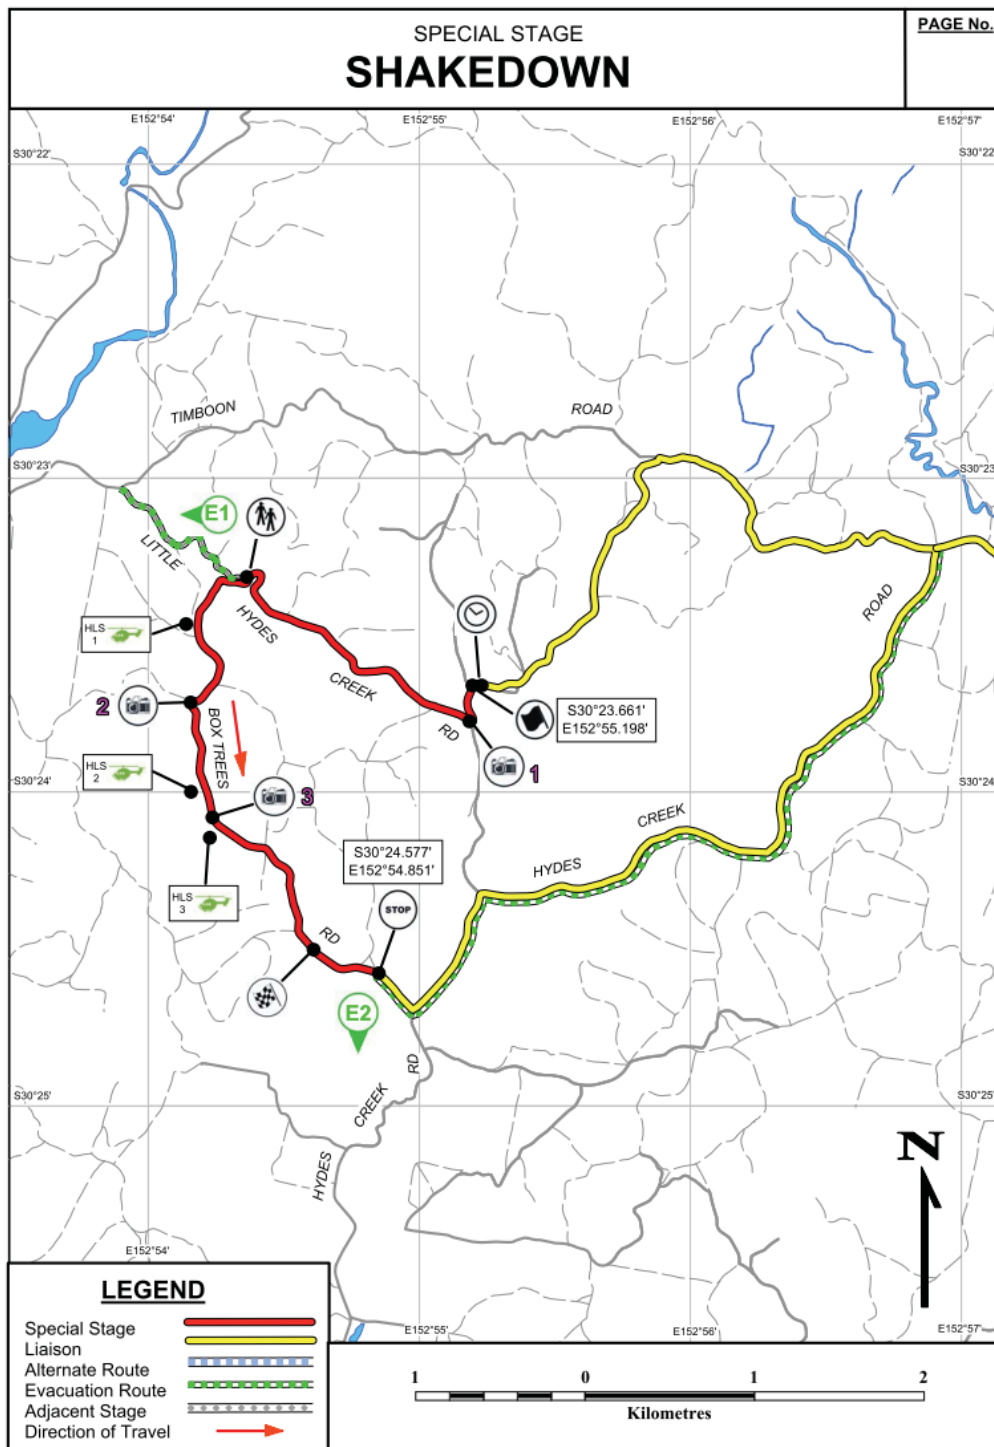 SPECIAL STAGE
SHAKEDOWN
PAGE No.
E152°54'
E152°55'
E152°56'
E152°57'
S30°22'
S30°22'
TIMBOON
ROAD
S30°23'
S30°23'
E1
LITTLE
HYDES
CREEK
RD
ROAD
HLS
1
2
S30°23.661'
E152°55.198'
BOX TREES
1
HLS
2
3
S30°24'
S30°24'
CREEK
HYDES
S30°24.577'
E152°54.851'
HLS
3
STOP
RD
E2
RD
CREEK
HYDES
S30°25'
S30°25'
N
E152°54'
E152°55'
E152°56'
E152°57'
LEGEND
Special Stage
Liaison
Alternate Route
Evacuation Route
Adjacent Stage
Direction of Travel
1 0 1 2
Kilometres